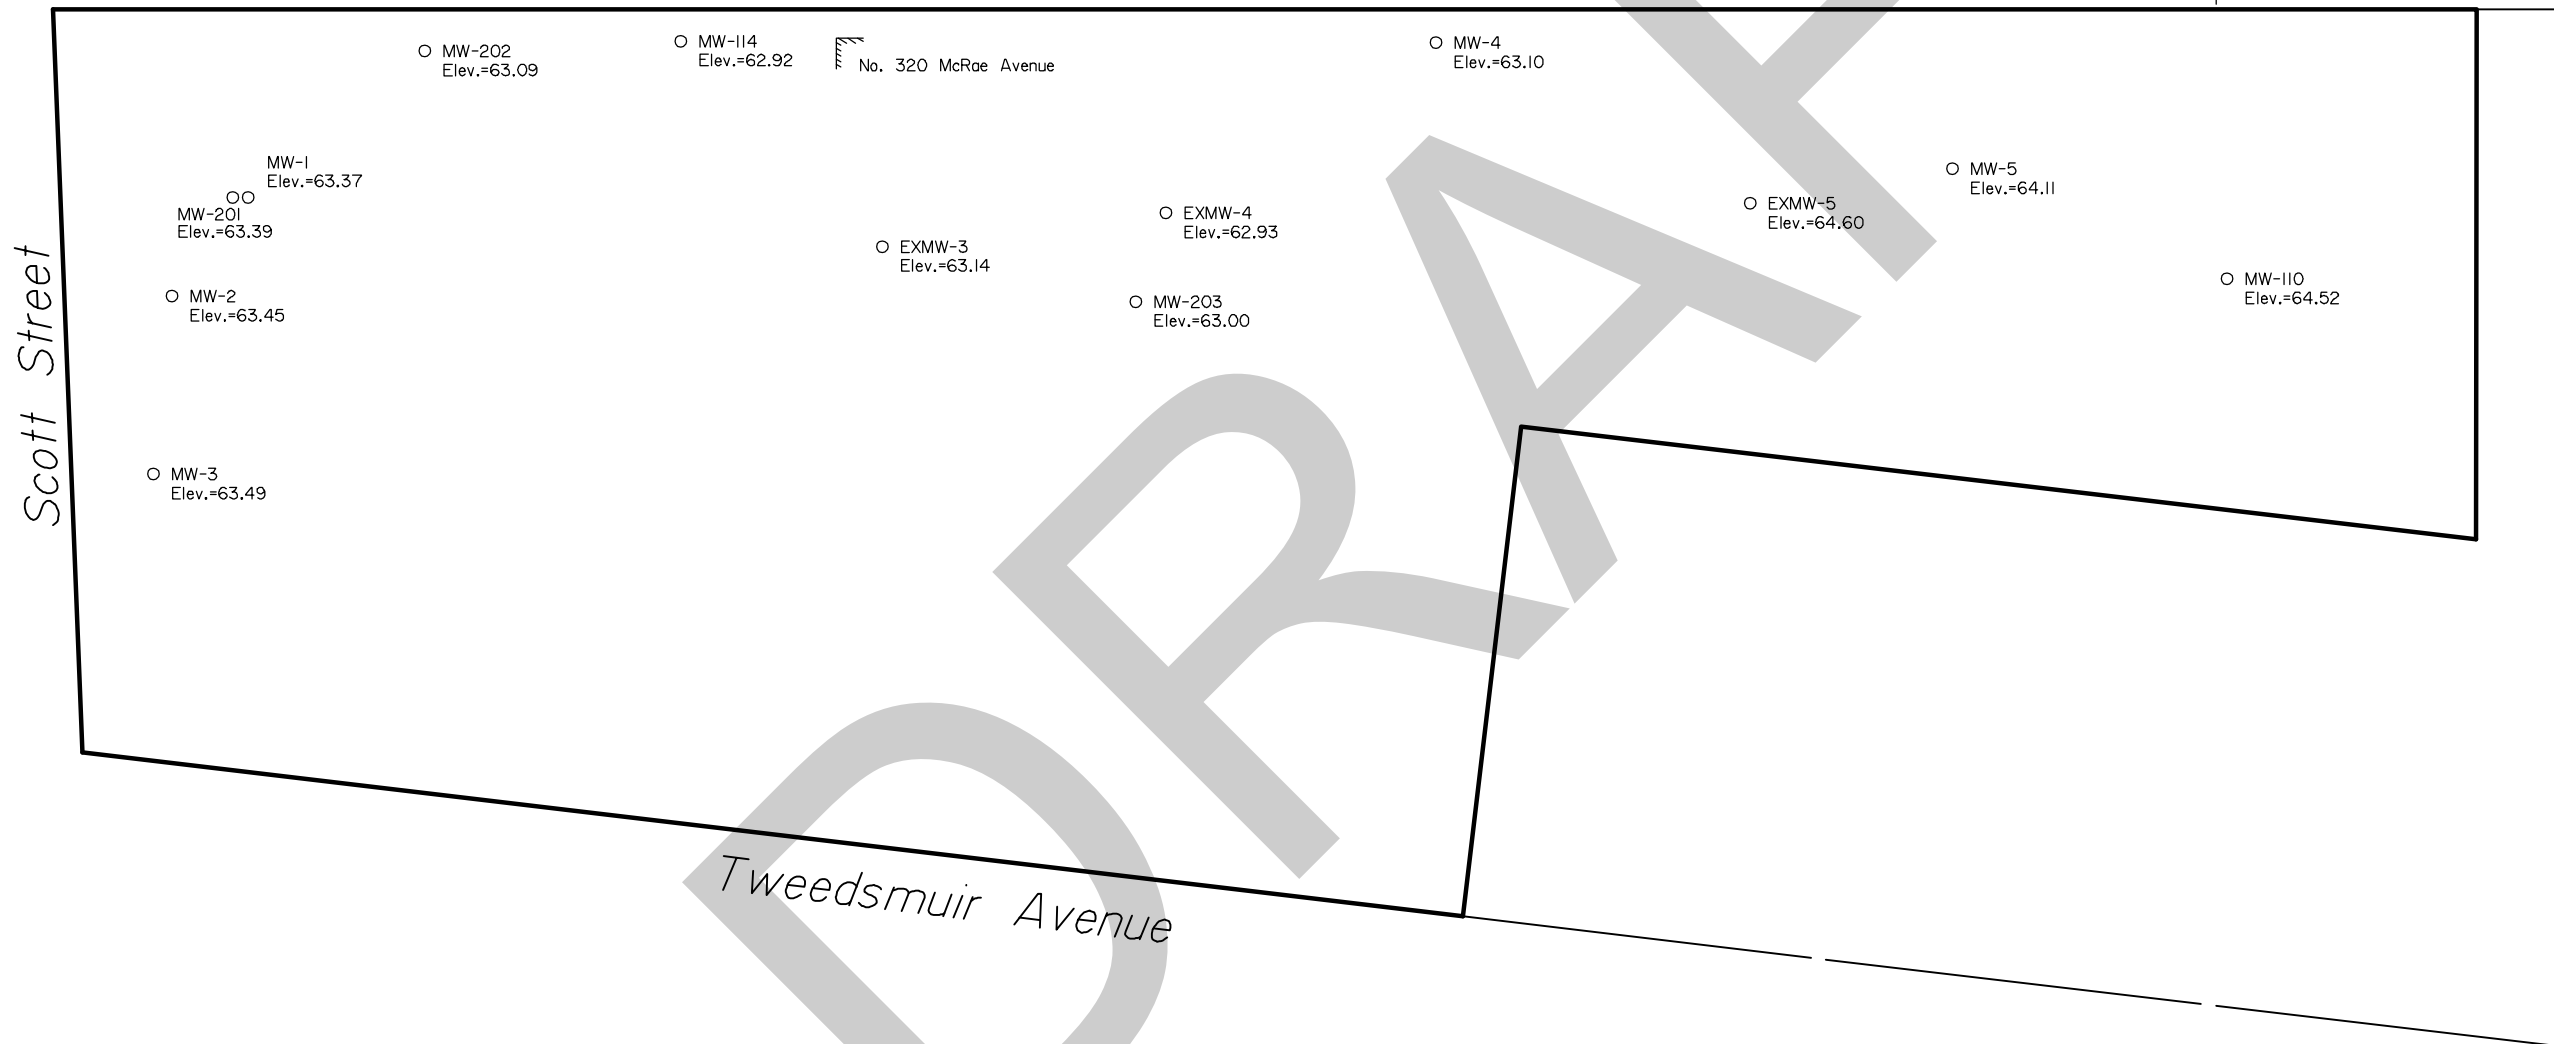 MW-202
Elev.=63.09
MW-114
Elev.=62.92
No. 320 McRae Avenue
MW-4
Elev.=63.10
MW-1
Elev.=63.37
MW-201
Elev.=63.39
MW-5
Elev.=64.11
EXMW-5
Elev.=64.60
EXMW-4
Elev.=62.93
EXMW-3
Elev.=63.14
MW-110
Elev.=64.52
MW-2
Elev.=63.45
MW-203
Elev.=63.00
Scott Street
MW-3
Elev.=63.49
Tweedsmuir Avenue
DRAF